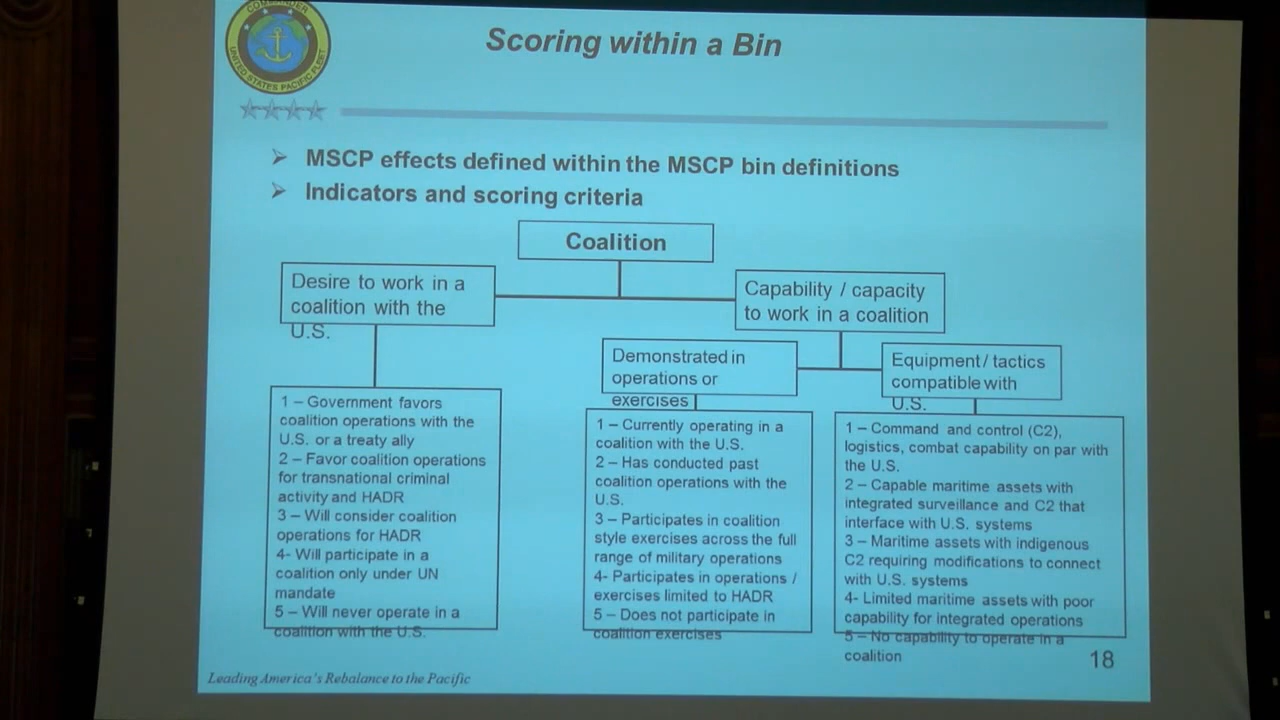 COMMANDER
UNITED STATES PACIFIC FLEET
Scoring within a Bin
MSCP effects defined within the MSCP bin definitions
Indicators and scoring criteria
Coalition
Desire to work in a
coalition with the
U.S.
Capability / capacity
to work in a coalition
Demonstrated in
operations or
exercises
Equipment / tactics
compatible with
U.S.
1 – Government favors
coalition operations with the
U.S. or a treaty ally
2 – Favor coalition operations
for transnational criminal
activity and HADR
3 – Will consider coalition
operations for HADR
4- Will participate in a
coalition only under UN
mandate
5 – Will never operate in a
coalition with the U.S.
1 – Currently operating in a
coalition with the U.S.
2 – Has conducted past
coalition operations with the
U.S.
3 – Participates in coalition
style exercises across the full
range of military operations
4- Participates in operations /
exercises limited to HADR
5 – Does not participate in
coalition exercises
1 – Command and control (C2),
logistics, combat capability on par with
the U.S.
2 – Capable maritime assets with
integrated surveillance and C2 that
interface with U.S. systems
3 – Maritime assets with indigenous
C2 requiring modifications to connect
with U.S. systems
4- Limited maritime assets with poor
capability for integrated operations
5 – No capability to operate in a
coalition
Leading America's Rebalance to the Pacific
18